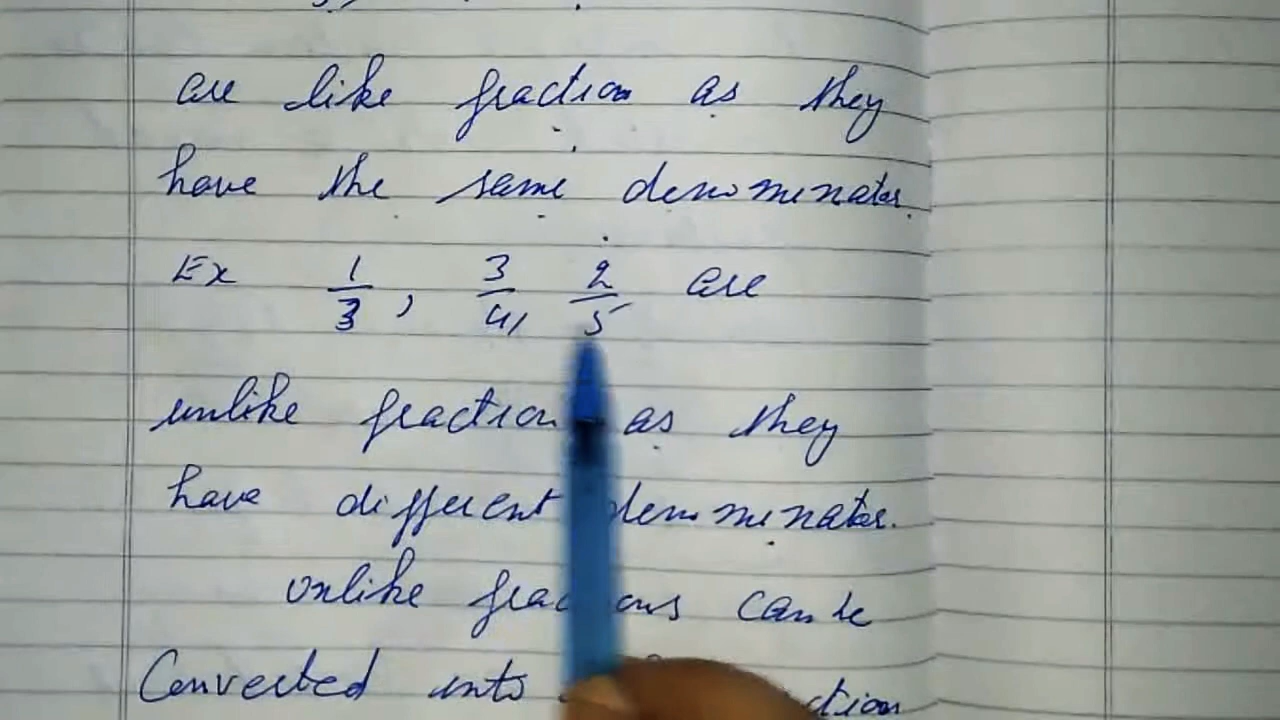 are like fraction as they
have the same denominator.
Ex 1/3, 3/4, 2/5 are
unlike fraction as they
have different denominator.
unlike fractions can be
Converted into